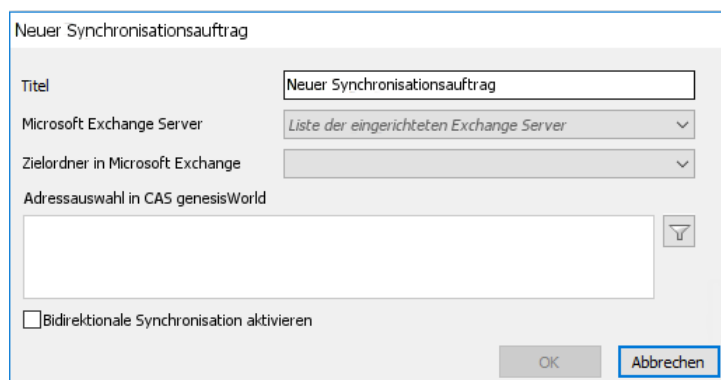 Neuer Synchronisationsauftrag
Titel
Neuer Synchronisationsauftrag
Microsoft Exchange Server
Liste der eingerichteten Exchange Server
Zielordner in Microsoft Exchange
Adressauswahl in CAS genesisWorld
Bidirektionale Synchronisation aktivieren
OK
Abbrechen